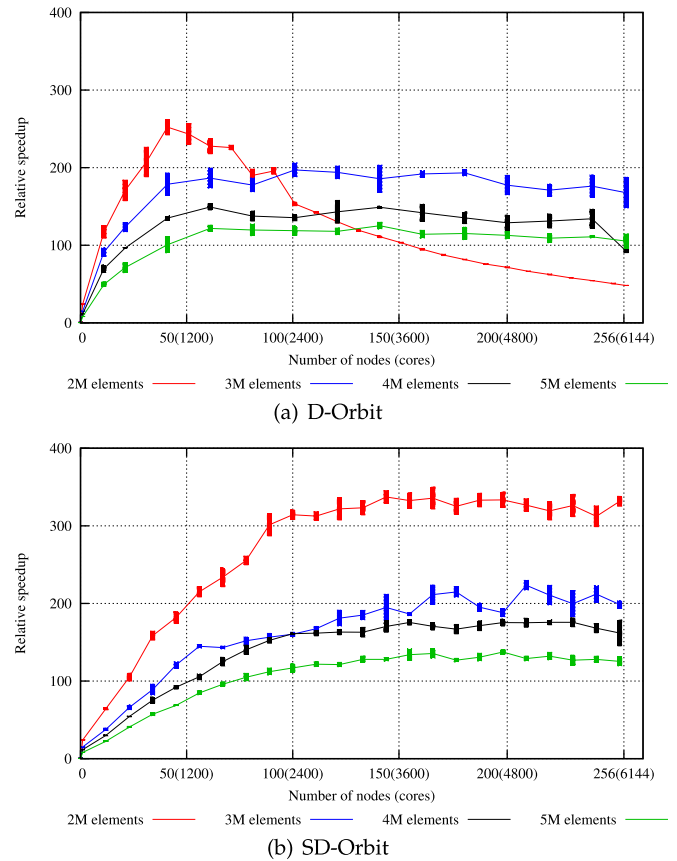 400
300
200
100
0
Relative speedup
0 50(1200) 100(2400) 150(3600) 200(4800) 256(6144)
Number of nodes (cores)
2M elements 3M elements 4M elements 5M elements
(a) D-Orbit
400
300
200
100
0
Relative speedup
0 50(1200) 100(2400) 150(3600) 200(4800) 256(6144)
Number of nodes (cores)
2M elements 3M elements 4M elements 5M elements
(b) SD-Orbit